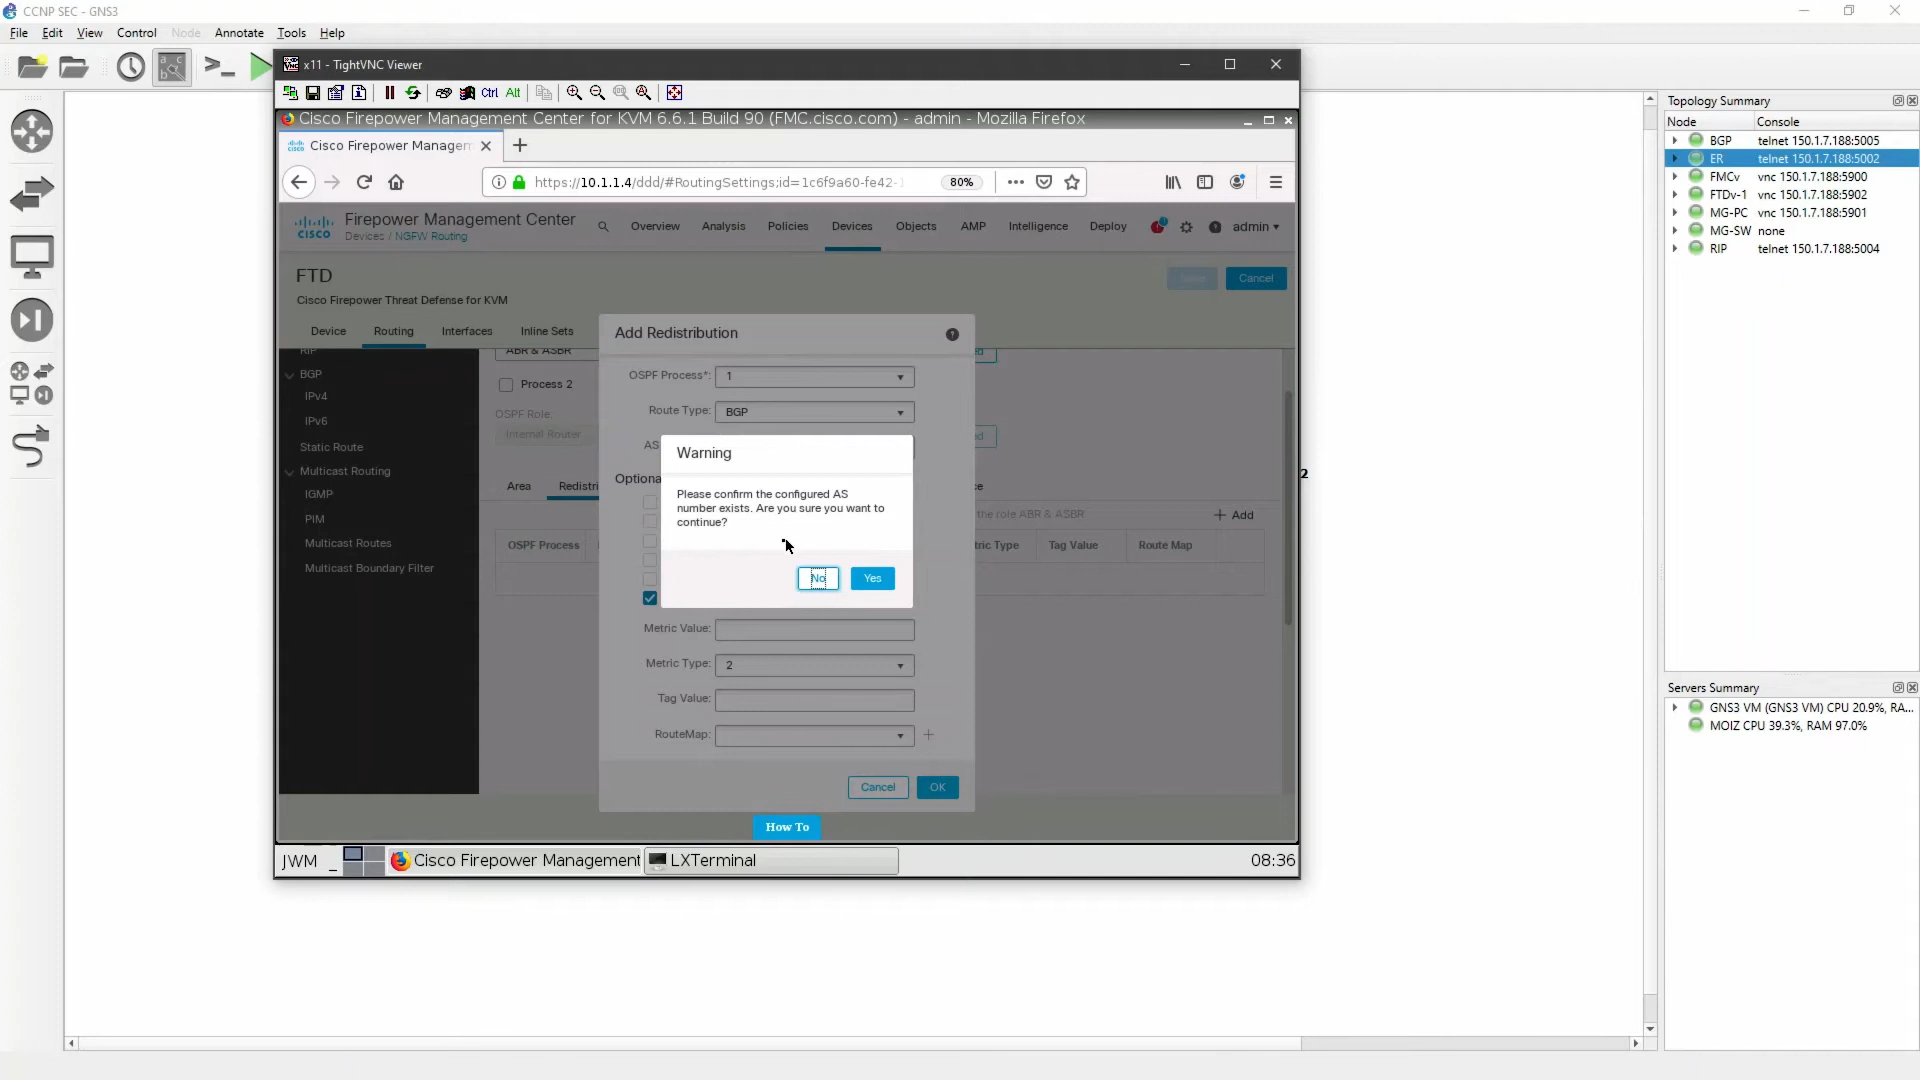 CCNP SEC - GNS3
File Edit View Control Node Annotate Tools Help
x11 - TightVNC Viewer
Ctrl Alt
Cisco Firepower Management Center for KVM 6.6.1 Build 90 (FMC.cisco.com) - admin - Mozilla Firefox
Cisco Firepower Managem
https://10.1.1.4/ddd/#RoutingSettings;id=1c6f9a60-fe42-1
80%
CISCO
Firepower Management Center
Devices / NGFW Routing
Overview Analysis Policies Devices Objects AMP Intelligence Deploy admin
FTD
Cancel
Cisco Firepower Threat Defense for KVM
Device Routing Interfaces Inline Sets
RIP
BGP
IPv4
IPv6
Static Route
Multicast Routing
IGMP
PIM
Multicast Routes
Multicast Boundary Filter
ABR & ASBR
Process 2
OSPF Role:
Internal Router
Area Redistri
the role ABR & ASBR
+ Add
OSPF Process
tric Type Tag Value Route Map
Add Redistribution
OSPF Process*: 1
Route Type: BGP
AS
Optiona
Metric Value:
Metric Type: 2
Tag Value:
RouteMap:
Cancel OK
Warning
Please confirm the configured AS
number exists. Are you sure you want to
continue?
No Yes
How To
JWM
Cisco Firepower Management
LXTerminal
08:36
2
Topology Summary
Node Console
BGP telnet 150.1.7.188:5005
ER telnet 150.1.7.188:5002
FMCv vnc 150.1.7.188:5900
FTDv-1 vnc 150.1.7.188:5902
MG-PC vnc 150.1.7.188:5901
MG-SW none
RIP telnet 150.1.7.188:5004
Servers Summary
GNS3 VM (GNS3 VM) CPU 20.9%, RA...
MOIZ CPU 39.3%, RAM 97.0%